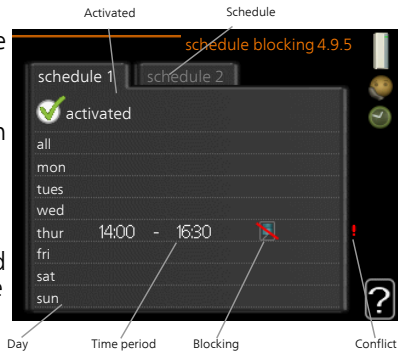 Activated Schedule
e
schedule blocking 4.9.5
schedule 1 schedule 2
activated
all
mon
tues
wed
thur 14:00 - 16:30 !
fri
sat
sun
?
Day Time period Blocking Conflict